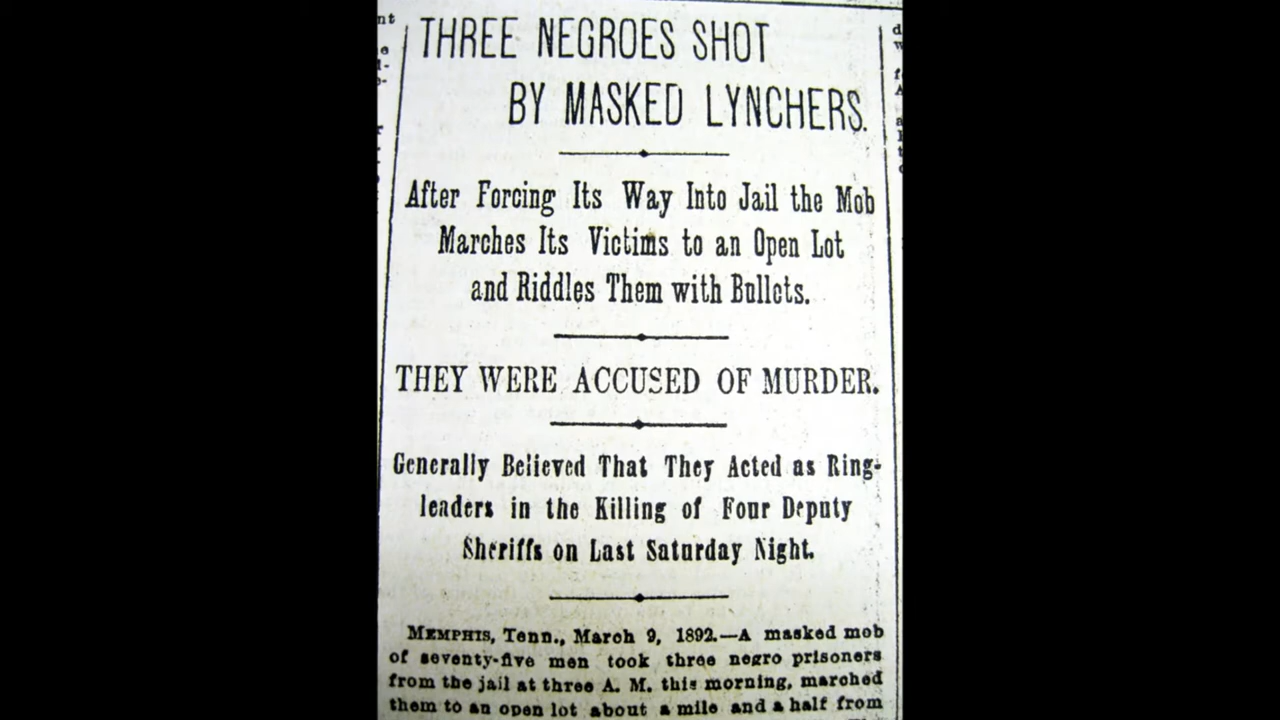 THREE NEGROES SHOT
BY MASKED LYNCHERS.
After Forcing Its Way Into Jail the Mob
Marches Its Victims to an Open Lot
and Riddles Them with Bullets.
THEY WERE ACCUSED OF MURDER.
Generally Believed That They Acted as Ring-
leaders in the Killing of Four Deputy
Sheriffs on Last Saturday Night.
MEMPHIS, Tenn., March 9, 1892.—A masked mob
of seventy-five men took three negro prisoners
from the jail at three A. M. this morning, marched
them to an open lot about a mile and a half from